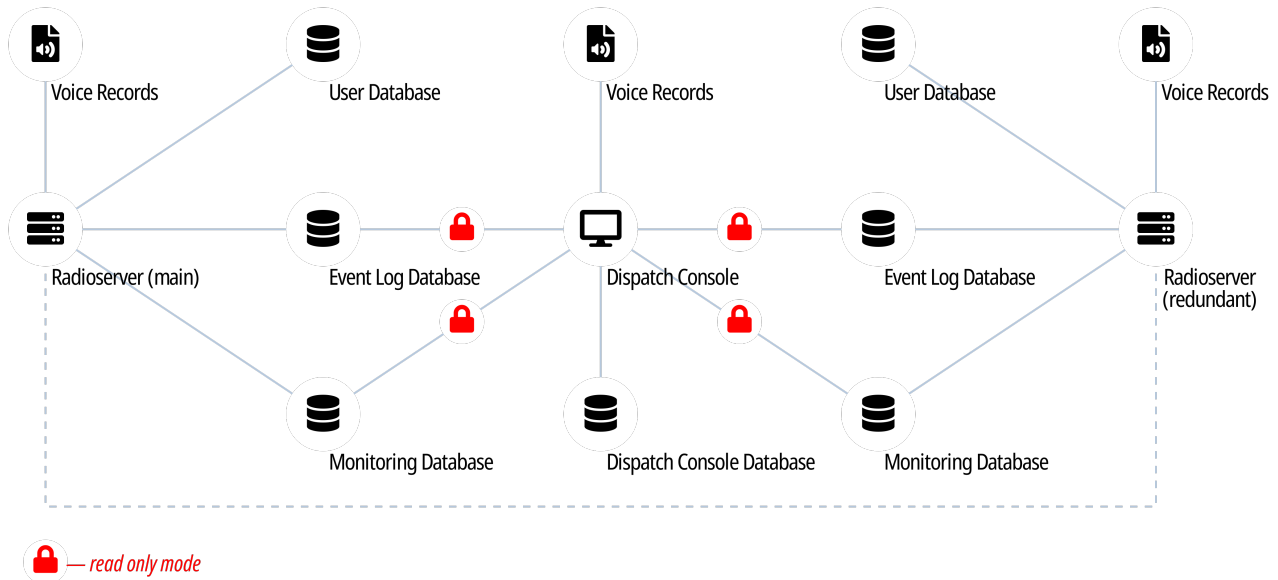 Voice Records
User Database
Voice Records
User Database
Voice Records
Radioserver (main)
Event Log Database
Dispatch Console
Event Log Database
Radioserver
(redundant)
Monitoring Database
Dispatch Console Database
Monitoring Database
— read only mode